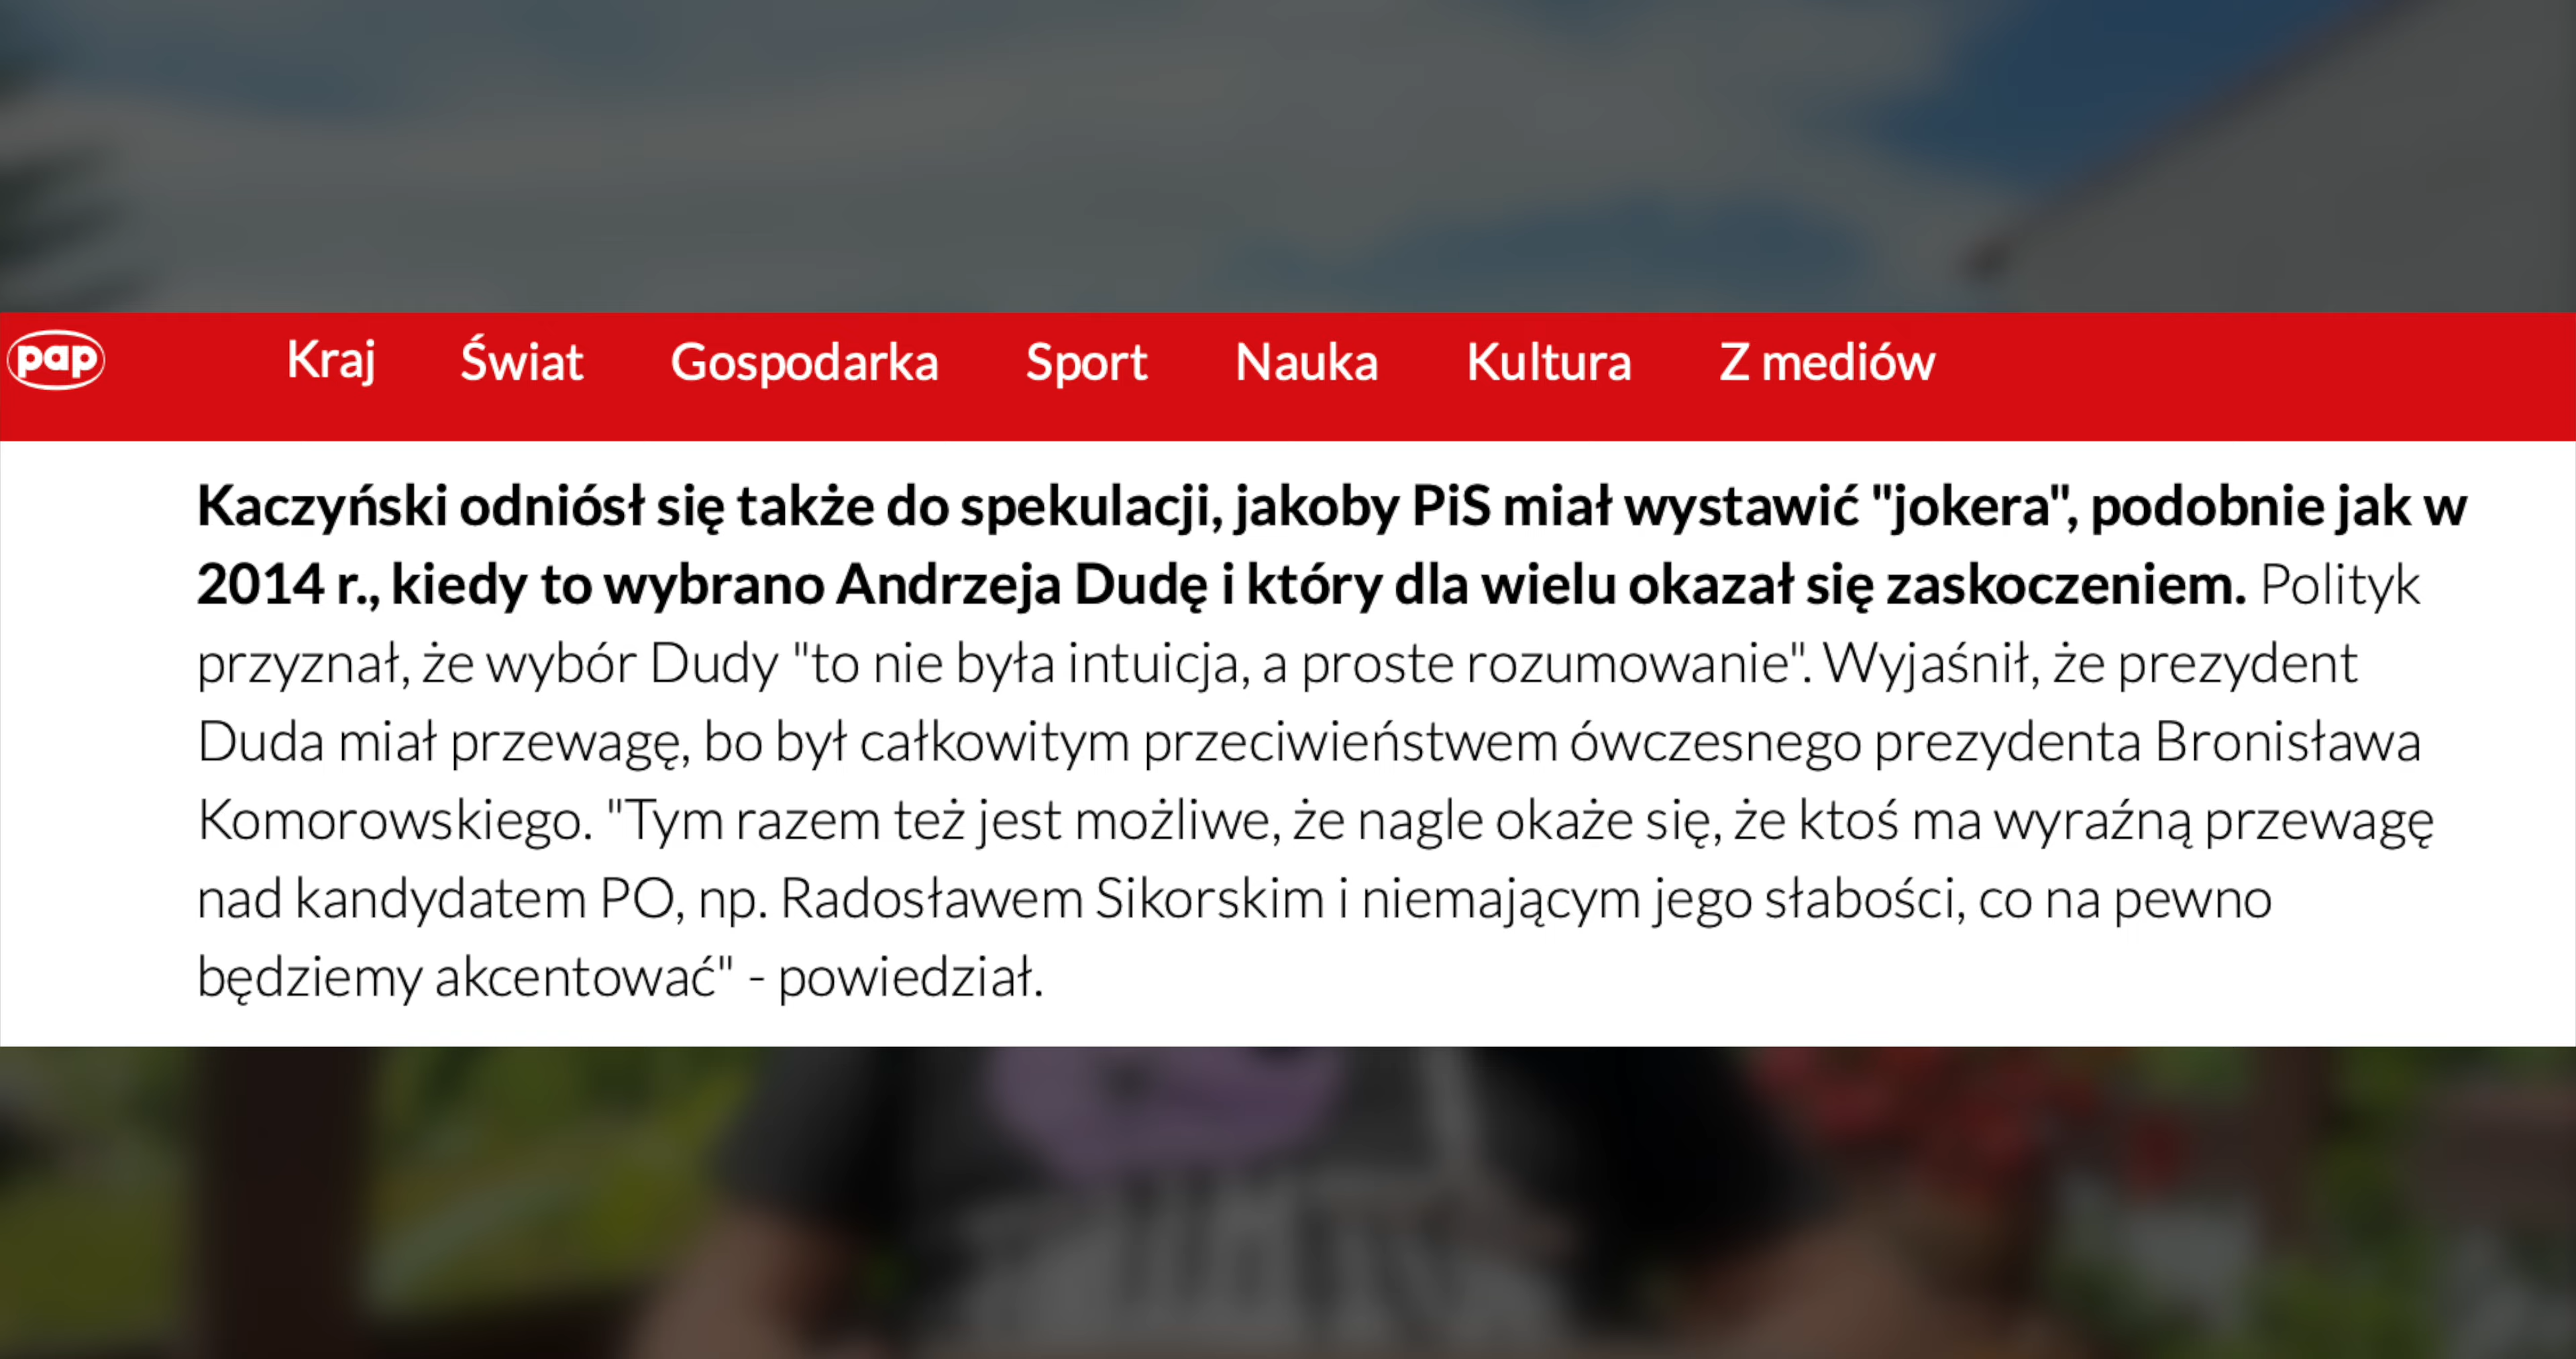 pap Kraj Świat Gospodarka Sport Nauka Kultura Z mediów
Kaczyński odniósł się także do spekulacji, jakoby PiS miał wystawić "jokera", podobnie jak w
2014 r., kiedy to wybrano Andrzeja Dudę i który dla wielu okazał się zaskoczeniem. Polityk
przyznał, że wybór Dudy "to nie była intuicja, a proste rozumowanie". Wyjaśnił, że prezydent
Duda miał przewagę, bo był całkowitym przeciwieństwem ówczesnego prezydenta Bronisława
Komorowskiego. "Tym razem też jest możliwe, że nagle okaże się, że ktoś ma wyraźną przewagę
nad kandydatem PO, np. Radosławem Sikorskim i niemającym jego słabości, co na pewno
będziemy akcentować" - powiedział.